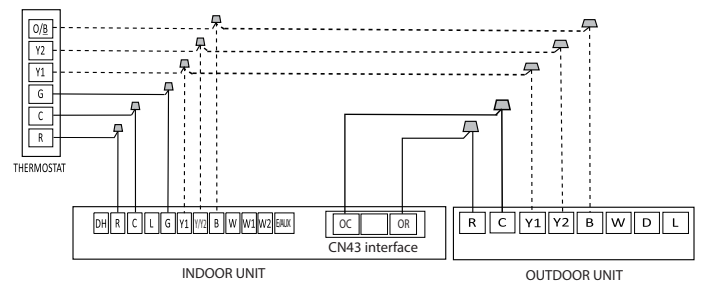 O/B
Y2
Y1
G
C
R
THERMOSTAT
DH R C L G Y1 Y/Y2 B W W1 W2 E/AUX
OC OR
CN43 interface
INDOOR UNIT
R C Y1 Y2 B W D L
OUTDOOR UNIT